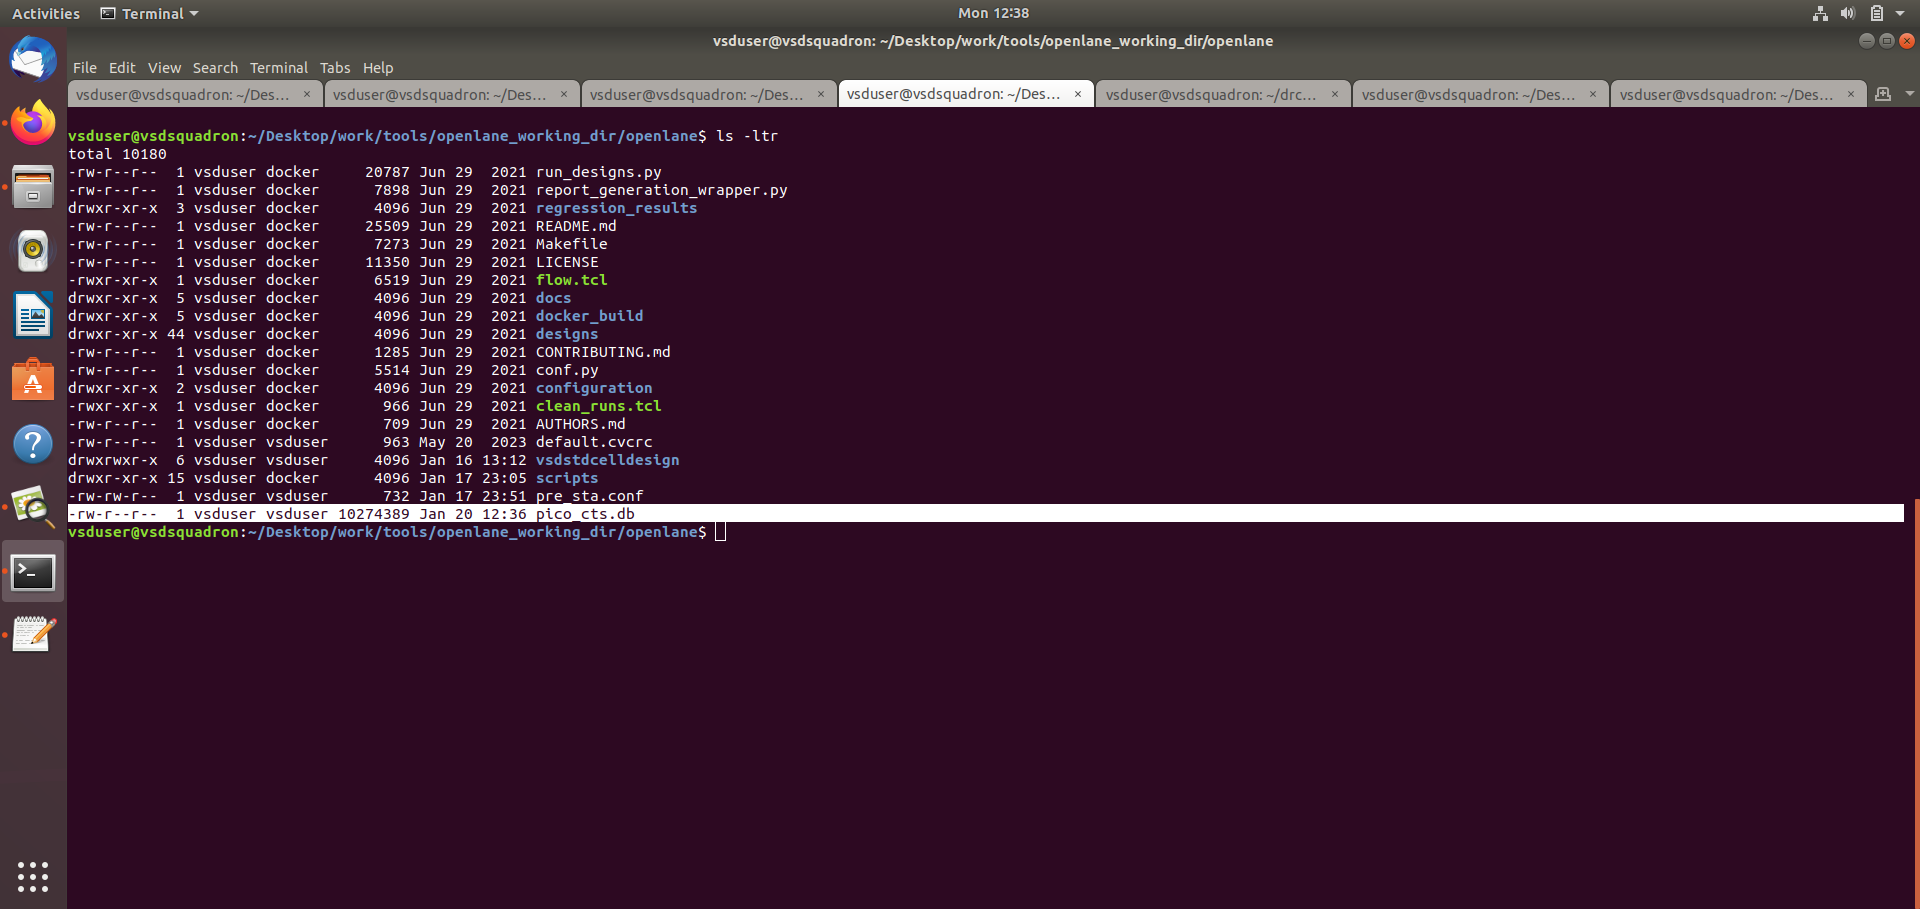 Activities Terminal Mon 12:38
vsduser@vsdsquadron: ~/Desktop/work/tools/openlane_working_dir/openlane
File Edit View Search Terminal Tabs Help
vsduser@vsdsquadron: ~/Des... × vsduser@vsdsquadron: ~/Des... × vsduser@vsdsquadron: ~/Des... × vsduser@vsdsquadron: ~/Des... × vsduser@vsdsquadron: ~/drc... × vsduser@vsdsquadron: ~/Des... × vsduser@vsdsquadron: ~/Des... ×
vsduser@vsdsquadron:~/Desktop/work/tools/openlane_working_dir/openlane$ ls -ltr
total 10180
-rw-r--r--  1 vsduser docker     20787 Jun 29  2021 run_designs.py
-rw-r--r--  1 vsduser docker      7898 Jun 29  2021 report_generation_wrapper.py
drwxr-xr-x  3 vsduser docker      4096 Jun 29  2021 regression_results
-rw-r--r--  1 vsduser docker     25509 Jun 29  2021 README.md
-rw-r--r--  1 vsduser docker      7273 Jun 29  2021 Makefile
-rw-r--r--  1 vsduser docker     11350 Jun 29  2021 LICENSE
-rwxr-xr-x  1 vsduser docker      6519 Jun 29  2021 flow.tcl
drwxr-xr-x  5 vsduser docker      4096 Jun 29  2021 docs
drwxr-xr-x  5 vsduser docker      4096 Jun 29  2021 docker_build
drwxr-xr-x 44 vsduser docker      4096 Jun 29  2021 designs
-rw-r--r--  1 vsduser docker      1285 Jun 29  2021 CONTRIBUTING.md
-rw-r--r--  1 vsduser docker      5514 Jun 29  2021 conf.py
drwxr-xr-x  2 vsduser docker      4096 Jun 29  2021 configuration
-rwxr-xr-x  1 vsduser docker       966 Jun 29  2021 clean_runs.tcl
-rw-r--r--  1 vsduser docker       709 Jun 29  2021 AUTHORS.md
-rw-r--r--  1 vsduser vsduser      963 May 20  2023 default.cvcrc
drwxrwxr-x  6 vsduser vsduser     4096 Jan 16 13:12 vsdstdcelldesign
drwxr-xr-x 15 vsduser docker      4096 Jan 17 23:05 scripts
-rw-rw-r--  1 vsduser vsduser      732 Jan 17 23:51 pre_sta.conf
-rw-r--r--  1 vsduser vsduser 10274389 Jan 20 12:36 pico_cts.db
vsduser@vsdsquadron:~/Desktop/work/tools/openlane_working_dir/openlane$